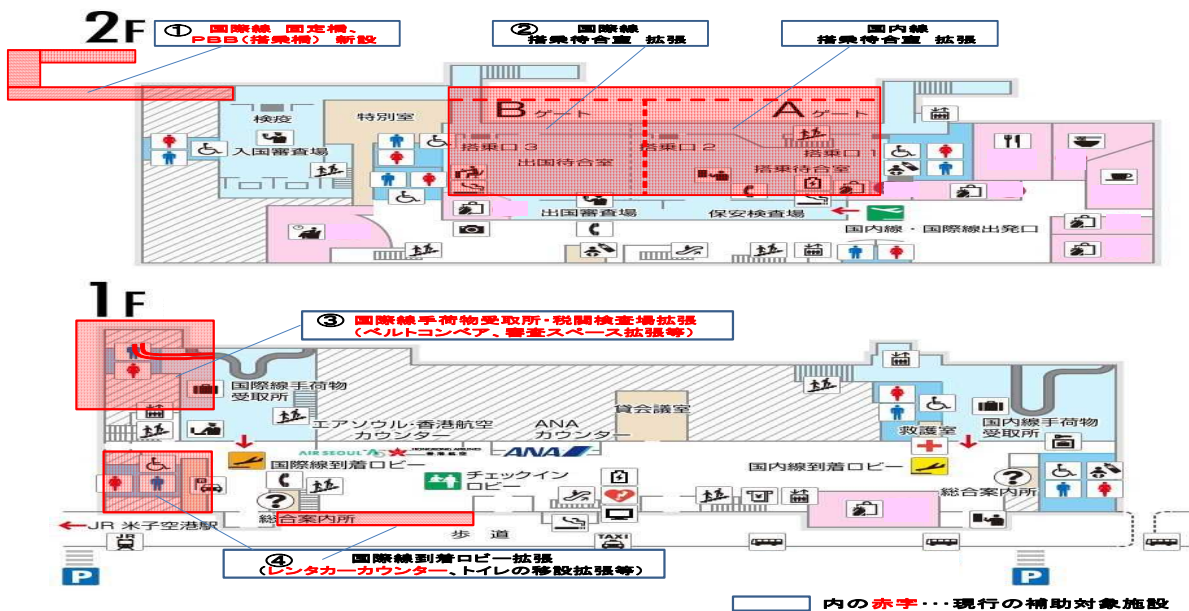 2F
① 国際線 固定橋、
PBB(搭乗橋) 新設
② 国際線
搭乗待合室 拡張
国内線
搭乗待合室 拡張
検疫
入国審査場
特別室
Bゲート
Aゲート
搭乗口3
搭乗口2
搭乗口1
出国待合室
搭乗待合室
出国審査場
保安検査場
国内線・国際線出発口
1F
③ 国際線手荷物受取所・税関検査場拡張
(ベルトコンベア、審査スペース拡張等)
国際線手荷物
受取所
エアソウル・香港航空
カウンター
ANA
カウンター
貸会議室
救護室
国内線手荷物
受取所
AIR SEOUL
HONGKONG AIRLINES
香港航空
ANA
国際線到着ロビー
チェックイン
ロビー
国内線到着ロビー
?
?
総合案内所
総合案内所
JR 米子空港駅
歩道
JR
TAXI
P
P
④ 国際線到着ロビー拡張
(レンタカーカウンター、トイレの移設拡張等)
内の赤字・・・現行の補助対象施設